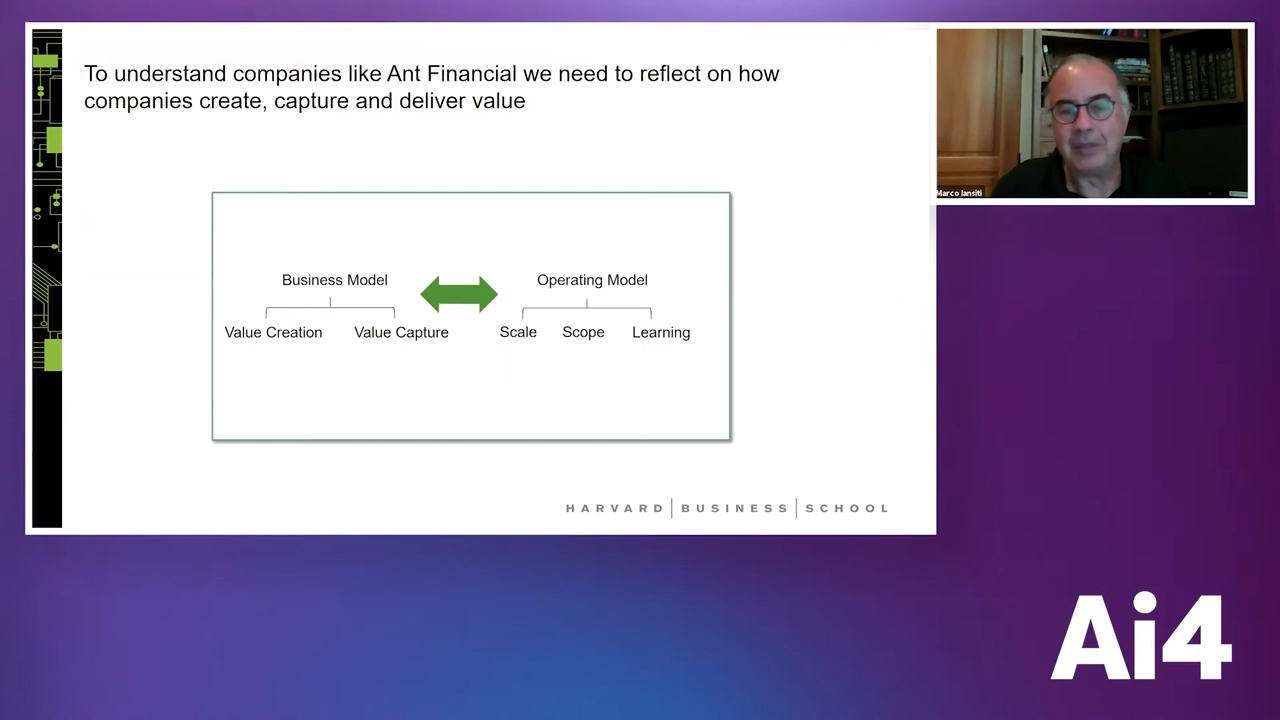 To understand companies like Ant Financial we need to reflect on how
companies create, capture and deliver value
Marco Iansiti
Business Model
Operating Model
Value Creation
Value Capture
Scale
Scope
Learning
HARVARD | BUSINESS | SCHOOL
Ai4